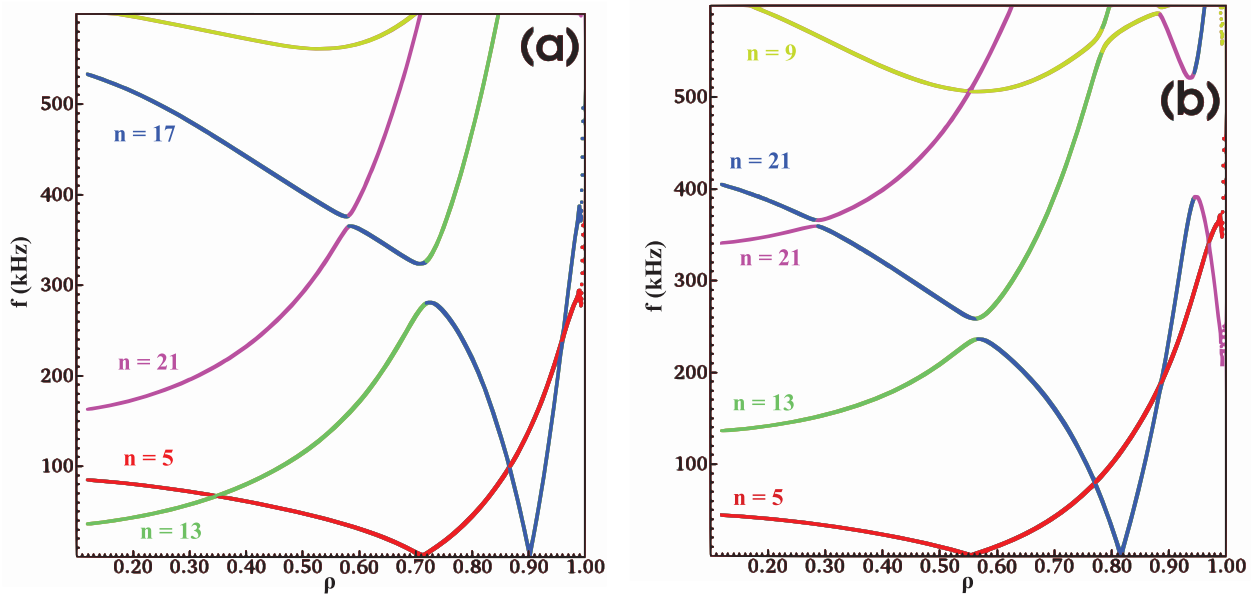 (a)
n = 17
n = 21
n = 5
n = 13
500
400
300
200
100
f (kHz)
0.20 0.30 0.40 0.50 0.60 0.70 0.80 0.90 1.00
ρ
(b)
n = 9
n = 21
n = 21
n = 13
n = 5
500
400
300
200
100
f (kHz)
0.20 0.30 0.40 0.50 0.60 0.70 0.80 0.90 1.00
ρ